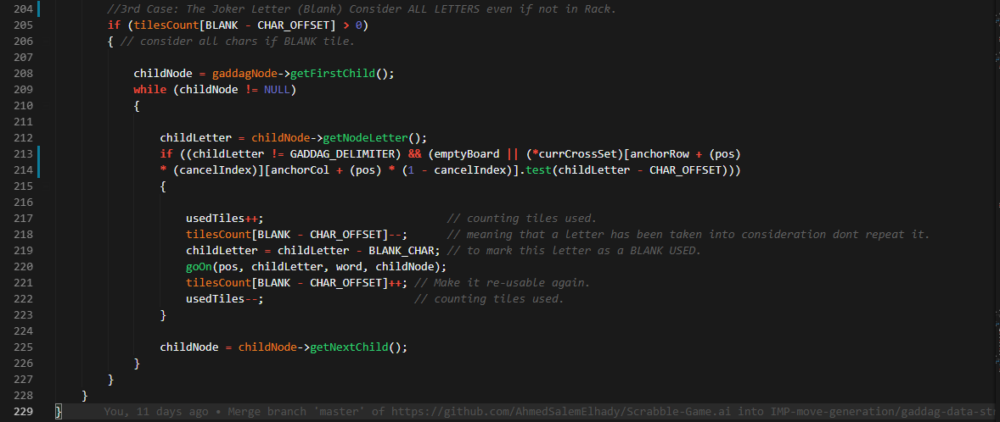 204 //3rd Case: The Joker Letter (Blank) Consider ALL LETTERS even if not in Rack.
205 if (tilesCount[BLANK - CHAR_OFFSET] > 0)
206 { // consider all chars if BLANK tile.
207
208 childNode = gaddagNode->getFirstChild();
209 while (childNode != NULL)
210 {
211
212 childLetter = childNode->getNodeLetter();
213 if ((childLetter != GADDAG_DELIMITER) && (emptyBoard || (*currCrossSet)[anchorRow + (pos)
214 * (cancelIndex)][anchorCol + (pos) * (1 - cancelIndex)].test(childLetter - CHAR_OFFSET)))
215 {
216
217 usedTiles++; // counting tiles used.
218 tilesCount[BLANK - CHAR_OFFSET]--; // meaning that a letter has been taken into consideration dont repeat it.
219 childLetter = childLetter - BLANK_CHAR; // to mark this letter as a BLANK USED.
220 goOn(pos, childLetter, word, childNode);
221 tilesCount[BLANK - CHAR_OFFSET]++; // Make it re-usable again.
222 usedTiles--; // counting tiles used.
223 }
224
225 childNode = childNode->getNextChild();
226 }
227 }
228 }
229 } You, 11 days ago • Merge branch 'master' of https://github.com/AhmedSalemElhady/Scrabble-Game.ai into IMP-move-generation/gaddag-data-st